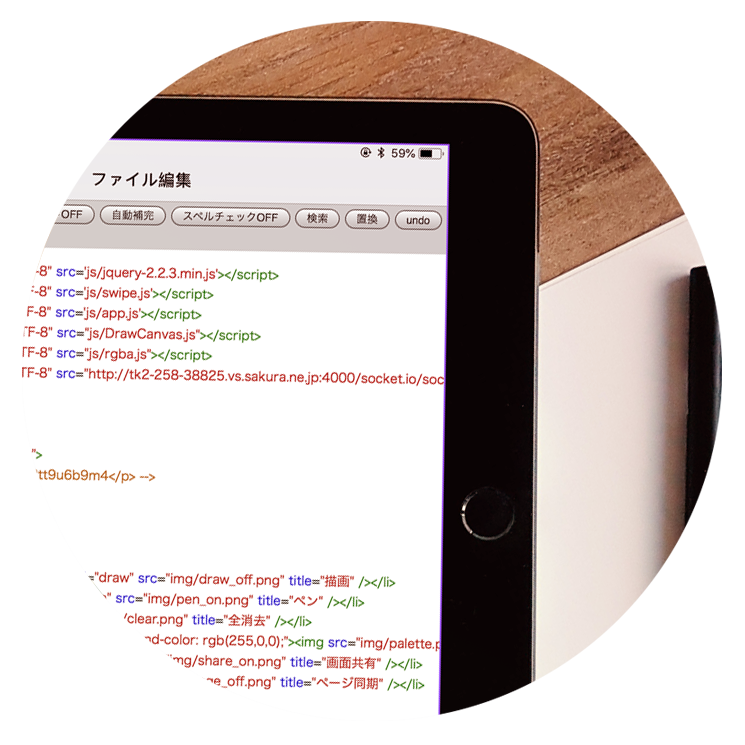 59%
ファイル編集
OFF 自動補完 スペルチェックOFF 検索 置換 undo
-8" src='js/jquery-2.2.3.min.js'></script>
-8" src='js/swipe.js'></script>
F-8" src='js/app.js'></script>
TF-8" src="js/DrawCanvas.js"></script>
TF-8" src="js/rgba.js"></script>
TF-8" src="http://tk2-258-38825.vs.sakura.ne.jp:4000/socket.io/soc
">
tt9u6b9m4</p> -->
="draw" src="img/draw_off.png" title="描画" /></li>
" src="img/pen_on.png" title="ペン" /></li>
/clear.png" title="全消去" /></li>
nd-color: rgb(255,0,0);"><img src="img/palette.p
"img/share_on.png" title="画面共有" /></li>
ge_off.png" title="ページ同期" /></li>